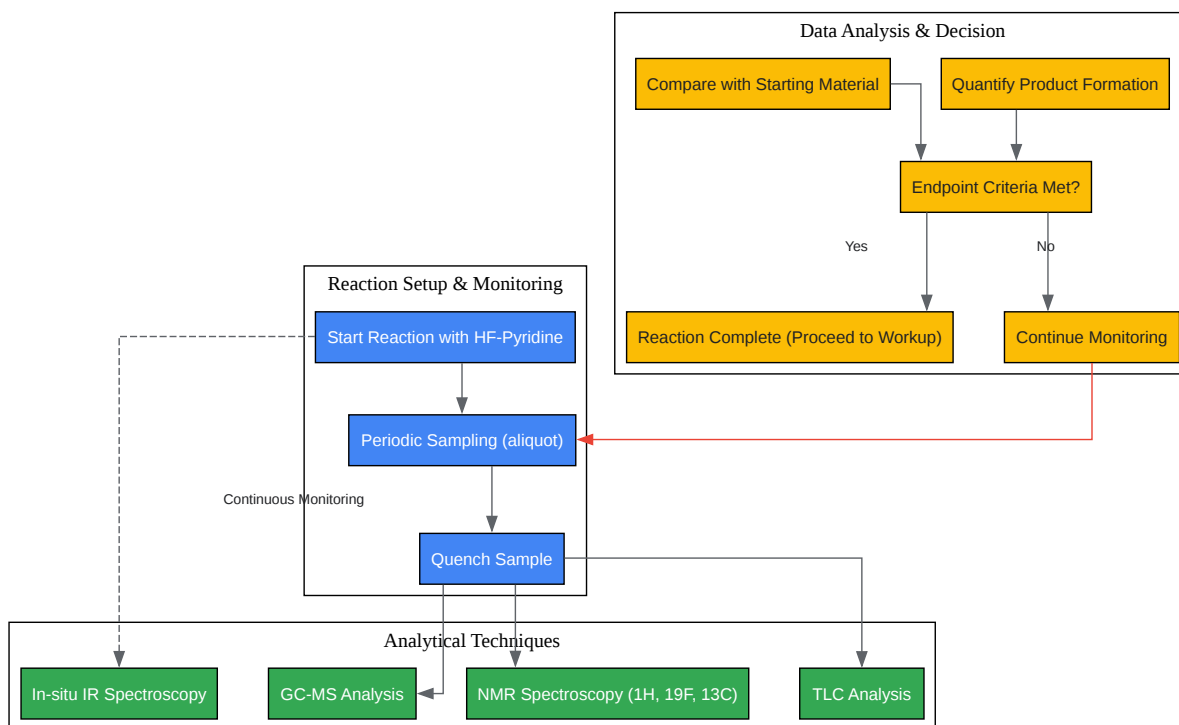 Data Analysis & Decision
Compare with Starting Material
Quantify Product Formation
Endpoint Criteria Met?
Yes
No
Reaction Setup & Monitoring
Start Reaction with HF-Pyridine
Reaction Complete (Proceed to Workup)
Continue Monitoring
Periodic Sampling (aliquot)
Continuous Monitoring
Quench Sample
Analytical Techniques
In-situ IR Spectroscopy
GC-MS Analysis
NMR Spectroscopy (1H, 19F, 13C)
TLC Analysis